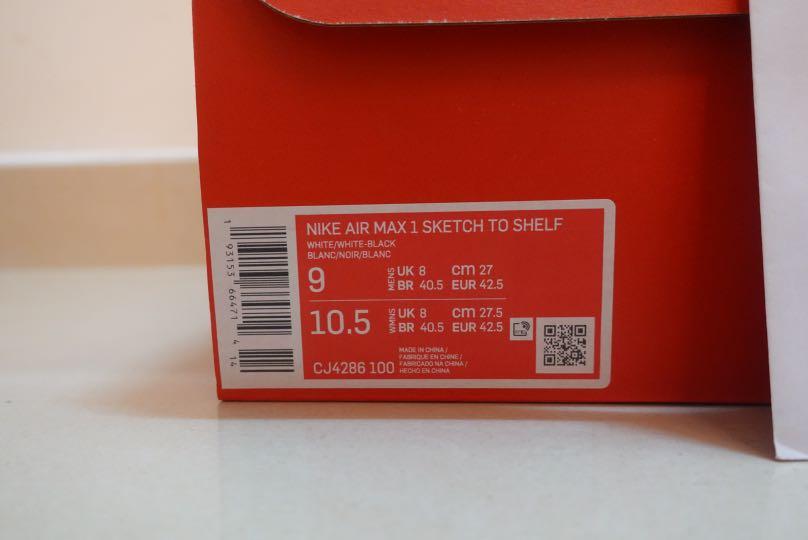 NIKE AIR MAX 1 SKETCH TO SHELF
WHITE/WHITE-BLACK
BLANC/NOIR/BLANC
9 MENS UK 8 CM 27
BR 40.5 EUR 42.5
10.5 WMNS UK 8 CM 27.5
BR 40.5 EUR 42.5
CJ4286 100
MADE IN CHINA /
FABRIQUE EN CHINE /
FABRICADO NA CHINA /
HECHO EN CHINA
1 93153 66471 4 14